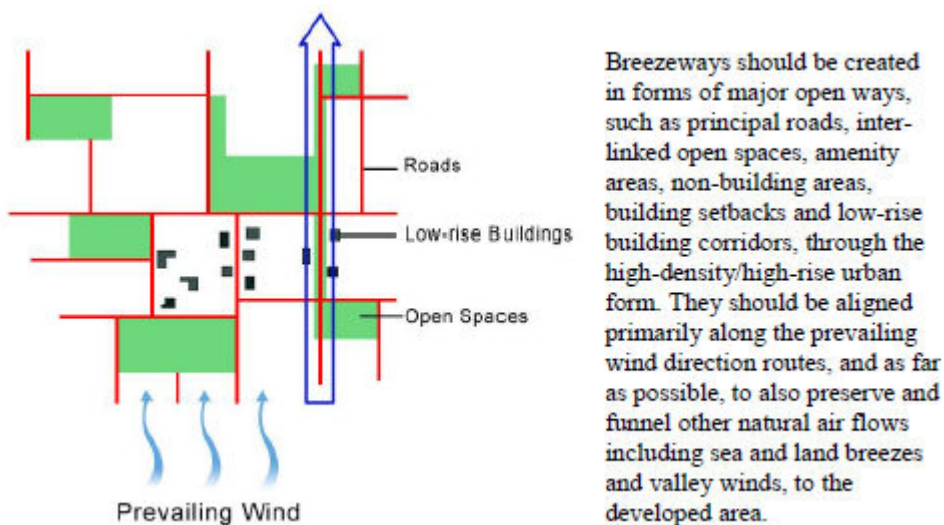 Roads
Low-rise Buildings
Open Spaces
Prevailing Wind
Breezeways should be created
in forms of major open ways,
such as principal roads, inter-
linked open spaces, amenity
areas, non-building areas,
building setbacks and low-rise
building corridors, through the
high-density/high-rise urban
form. They should be aligned
primarily along the prevailing
wind direction routes, and as far
as possible, to also preserve and
funnel other natural air flows
including sea and land breezes
and valley winds, to the
developed area.